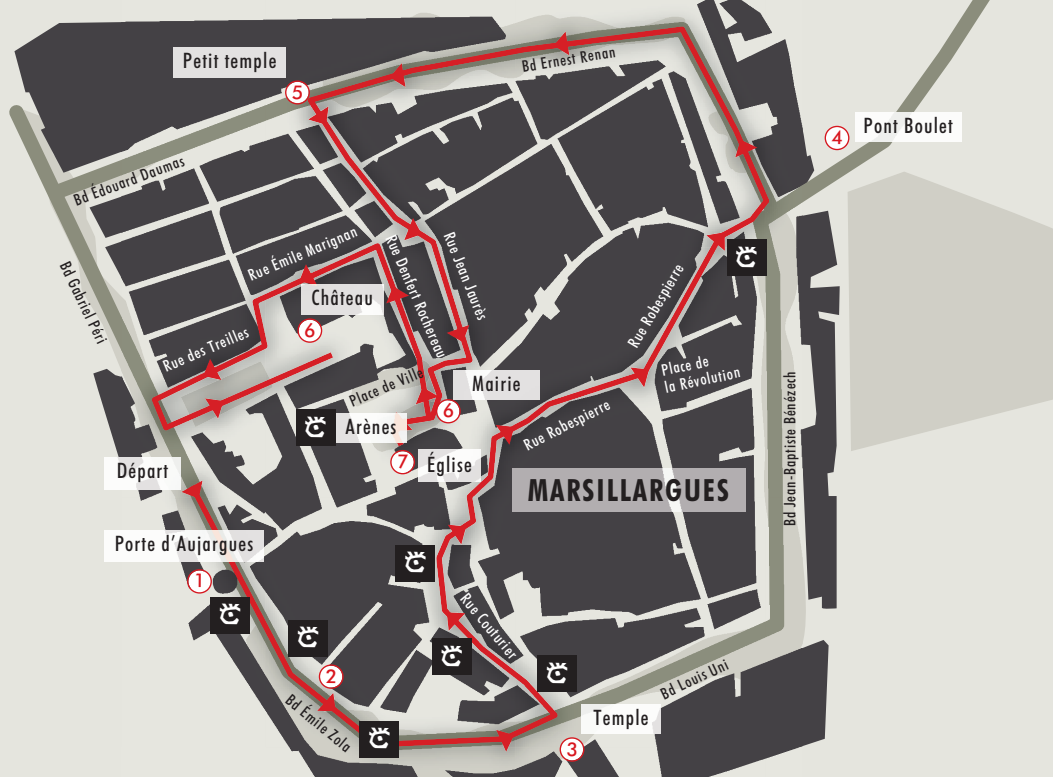 Petit temple
5
Bd Ernest Renan
4
Pont Boulet
Bd Édouard Daumas
Rue Émile Marignan
Rue Denfert Rochereau
Rue Jean Jaurès
Bd Gabriel Péri
Château
6
Rue Robespierre
Rue des Treilles
Place de
la Révolution
Place de Ville
Mairie
6
Arènes
Rue Robespierre
7
Église
Départ
MARSILLARGUES
Bd Jean-Baptiste Bénézech
Porte d'Aujargues
1
Rue Couturier
2
Bd Louis Uni
Bd Émile Zola
Temple
3